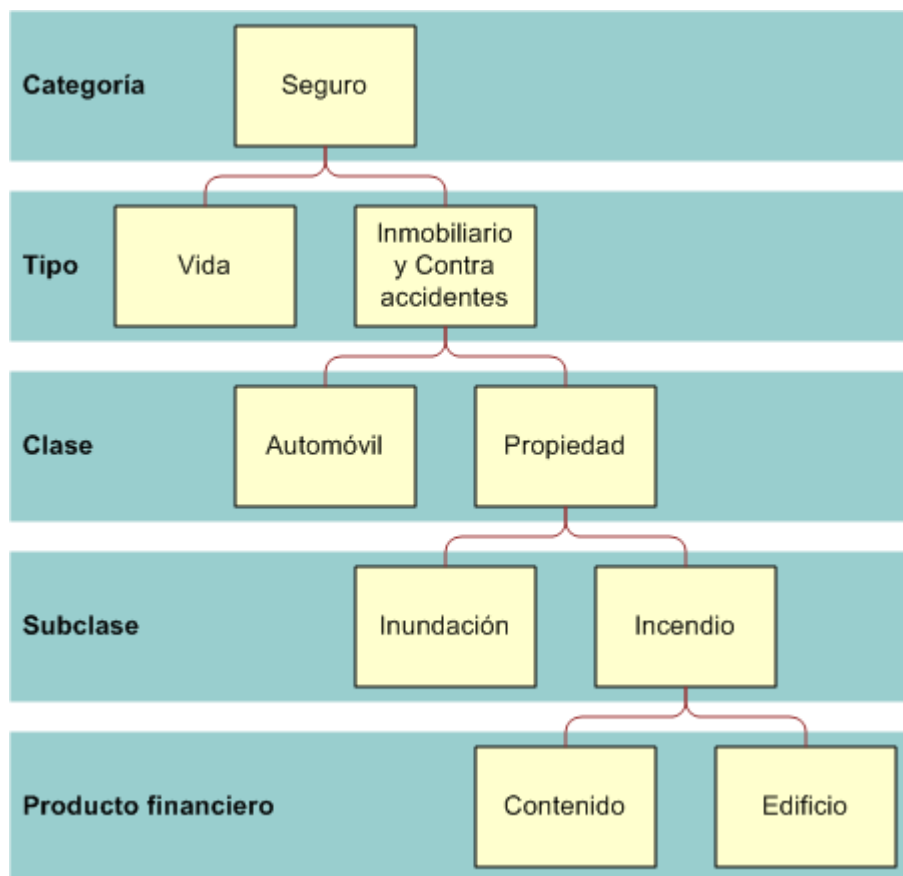 Categoría
Seguro
Tipo
Vida
Inmobiliario
y Contra
accidentes
Clase
Automóvil
Propiedad
Subclase
Inundación
Incendio
Producto financiero
Contenido
Edificio